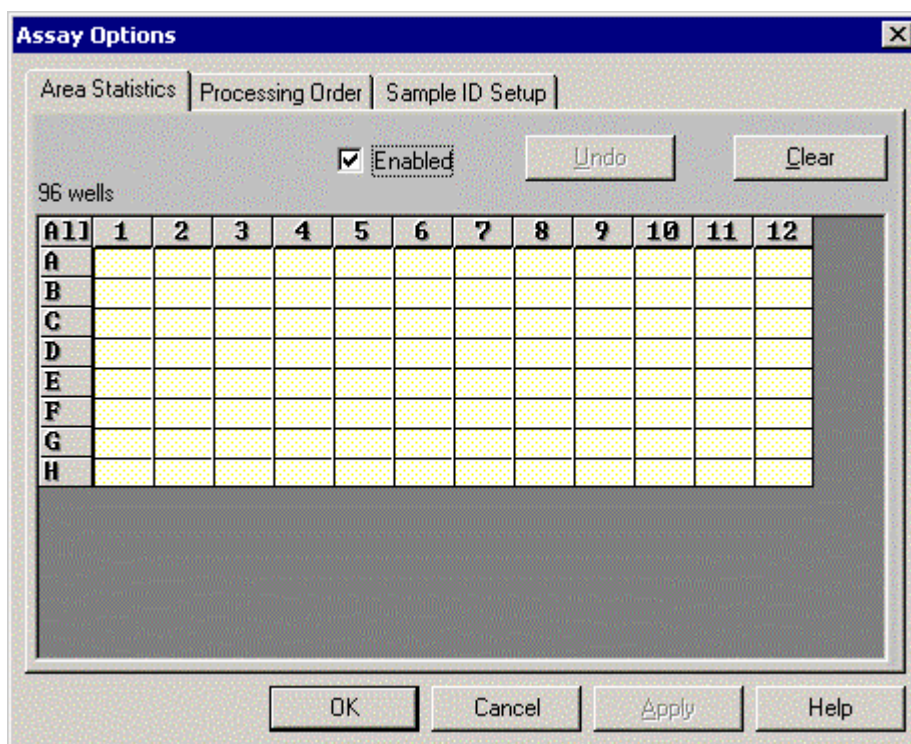 Assay Options
Area Statistics Processing Order Sample ID Setup
Enabled Undo Clear
96 wells
All 1 2 3 4 5 6 7 8 9 10 11 12
A
B
C
D
E
F
G
H
OK Cancel Apply Help